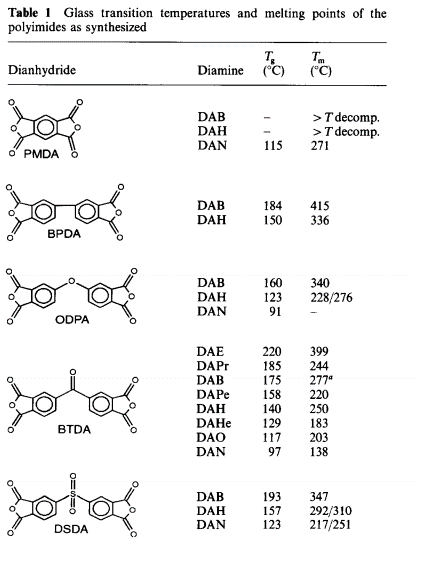 Table 1 Glass transition temperatures and melting points of the
polyimides as synthesized
Dianhydride Diamine Tg (°C) Tm (°C)
O O O O O O
PMDA
DAB – > T decomp.
DAH – > T decomp.
DAN 115 271
O O O O O O
BPDA
DAB 184 415
DAH 150 336
O O O O O O O
ODPA
DAB 160 340
DAH 123 228/276
DAN 91 –
O O O O O O O
BTDA
DAE 220 399
DAPr 185 244
DAB 175 277a
DAPe 158 220
DAH 140 250
DAHe 129 183
DAO 117 203
DAN 97 138
O O O S O O O O O
DSDA
DAB 193 347
DAH 157 292/310
DAN 123 217/251